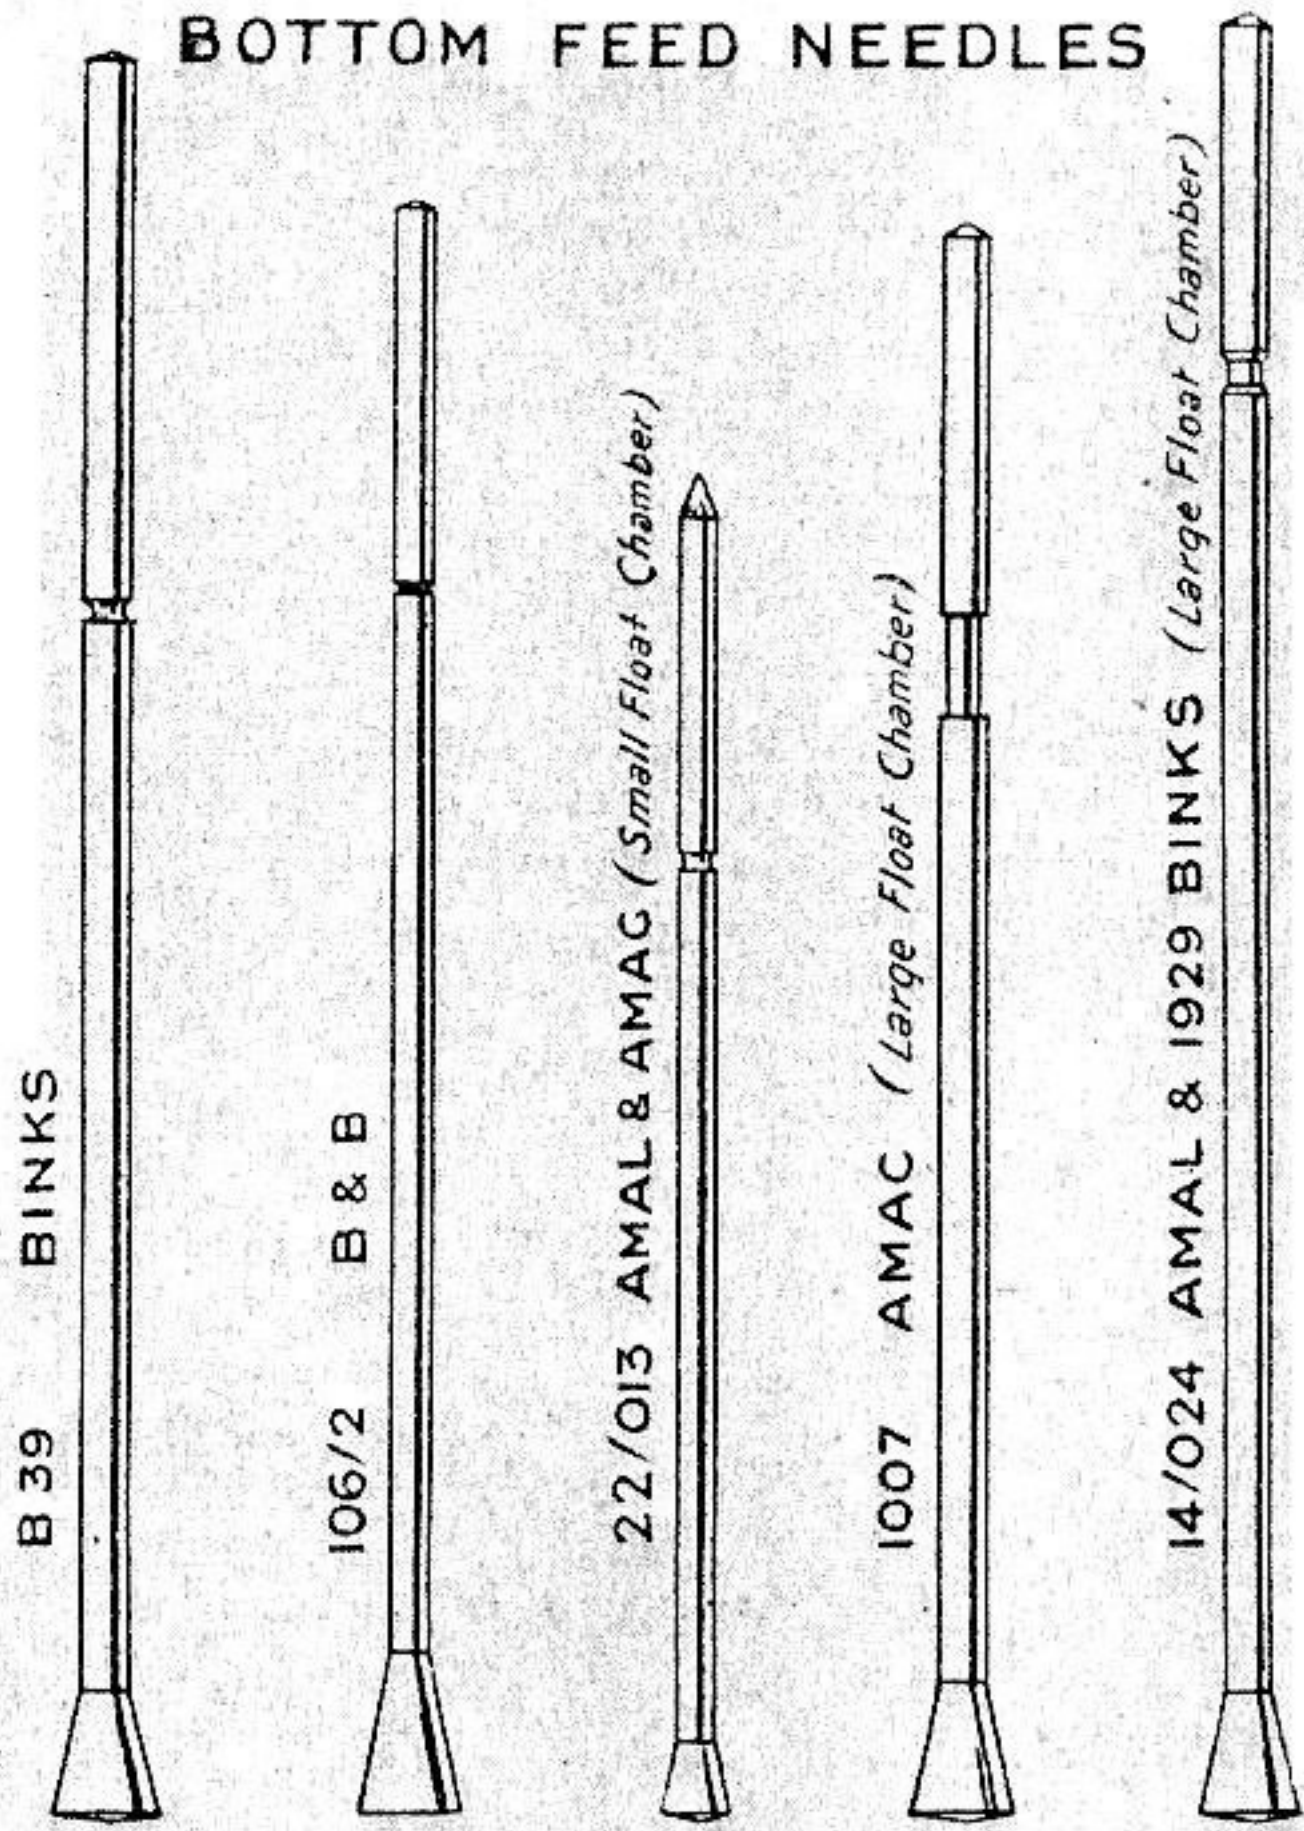 BOTTOM FEED NEEDLES
B 39 BINKS
106/2 B & B
22/013 AMAL & AMAC (Small Float Chamber)
1007 AMAC (Large Float Chamber)
14/024 AMAL & 1929 BINKS (Large Float Chamber)